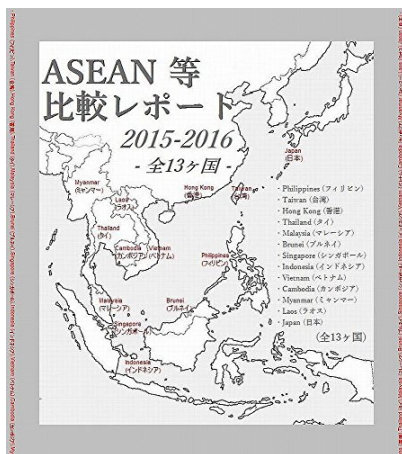 ASEAN 等
比較レポート
2015-2016
- 全13ヶ国 -
Japan
(日本)
Myanmar
(ミャンマー)
Laos
(ラオス)
Hong Kong
(香港)
Taiwan
(台湾)
Thailand
(タイ)
Cambodia
(カンボジア)
Vietnam
(ベトナム)
Philippines
(フィリピン)
Malaysia
(マレーシア)
Brunei
(ブルネイ)
Singapore
(シンガポール)
Indonesia
(インドネシア)
・Philippines (フィリピン)
・Taiwan (台湾)
・Hong Kong (香港)
・Thailand (タイ)
・Malaysia (マレーシア)
・Brunei (ブルネイ)
・Singapore (シンガポール)
・Indonesia (インドネシア)
・Vietnam (ベトナム)
・Cambodia (カンボジア)
・Myanmar (ミャンマー)
・Laos (ラオス)
・Japan (日本)
(全13ヶ国)